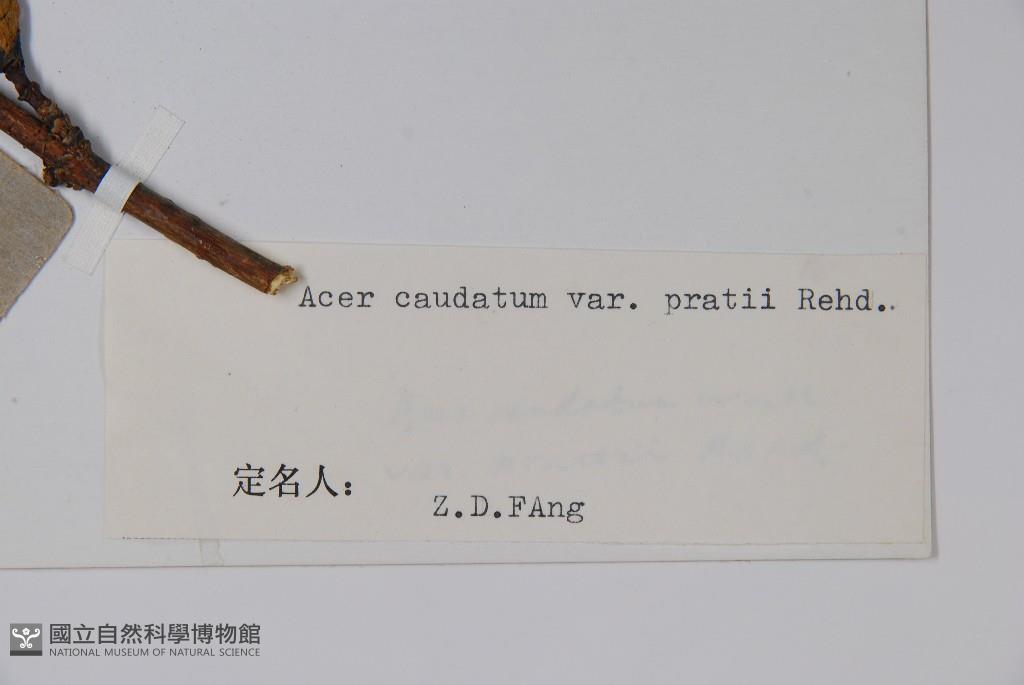 Acer caudatum var. pratii Rehd..
定名人：
Z.D.FAng
國立自然科學博物館
NATIONAL MUSEUM OF NATURAL SCIENCE